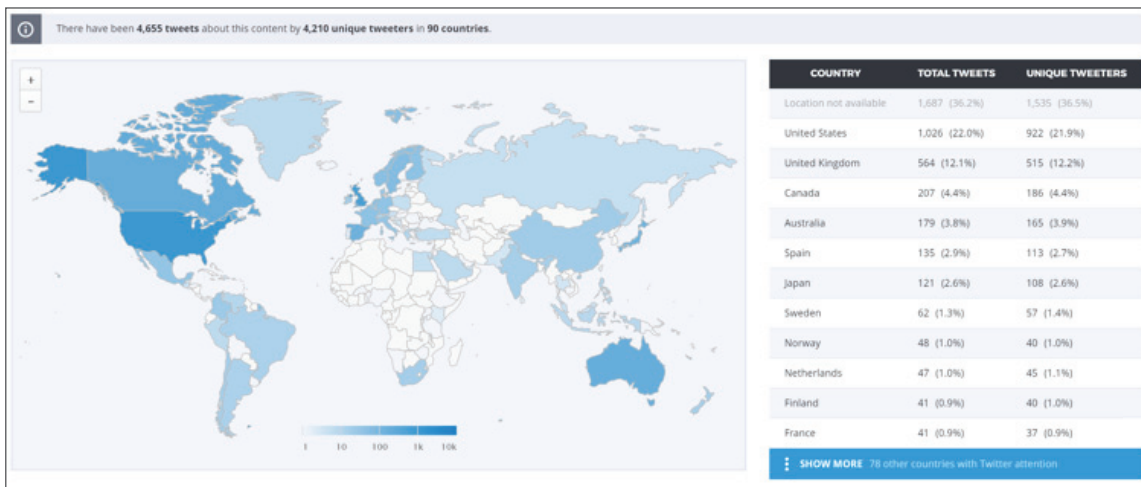 There have been 4,655 tweets about this content by 4,210 unique tweeters in 90 countries.
+
−
1 10 100 1k 10k
COUNTRY TOTAL TWEETS UNIQUE TWEETERS
Location not available 1,687 (36.2%) 1,535 (36.5%)
United States 1,026 (22.0%) 922 (21.9%)
United Kingdom 564 (12.1%) 515 (12.2%)
Canada 207 (4.4%) 186 (4.4%)
Australia 179 (3.8%) 165 (3.9%)
Spain 135 (2.9%) 113 (2.7%)
Japan 121 (2.6%) 108 (2.6%)
Sweden 62 (1.3%) 57 (1.4%)
Norway 48 (1.0%) 40 (1.0%)
Netherlands 47 (1.0%) 45 (1.1%)
Finland 41 (0.9%) 40 (1.0%)
France 41 (0.9%) 37 (0.9%)
SHOW MORE 78 other countries with Twitter attention